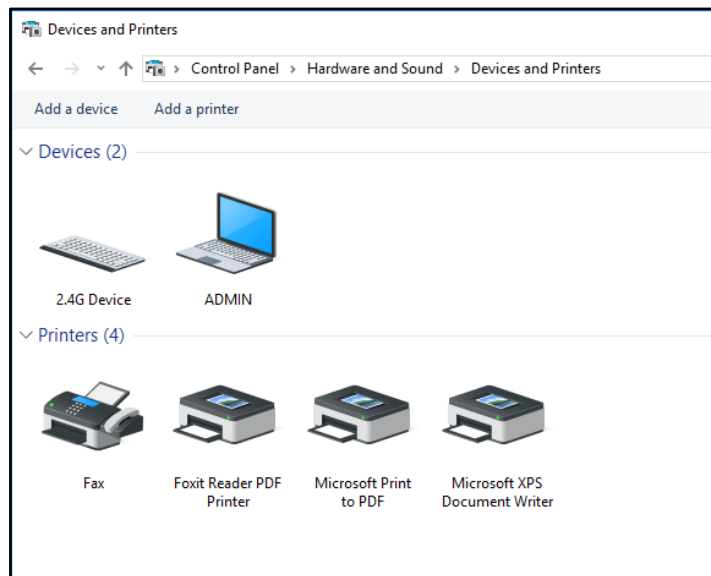 Devices and Printers
Control Panel > Hardware and Sound > Devices and Printers
Add a device Add a printer
Devices (2)
2.4G Device ADMIN
Printers (4)
Fax Foxit Reader PDF Printer Microsoft Print to PDF Microsoft XPS Document Writer